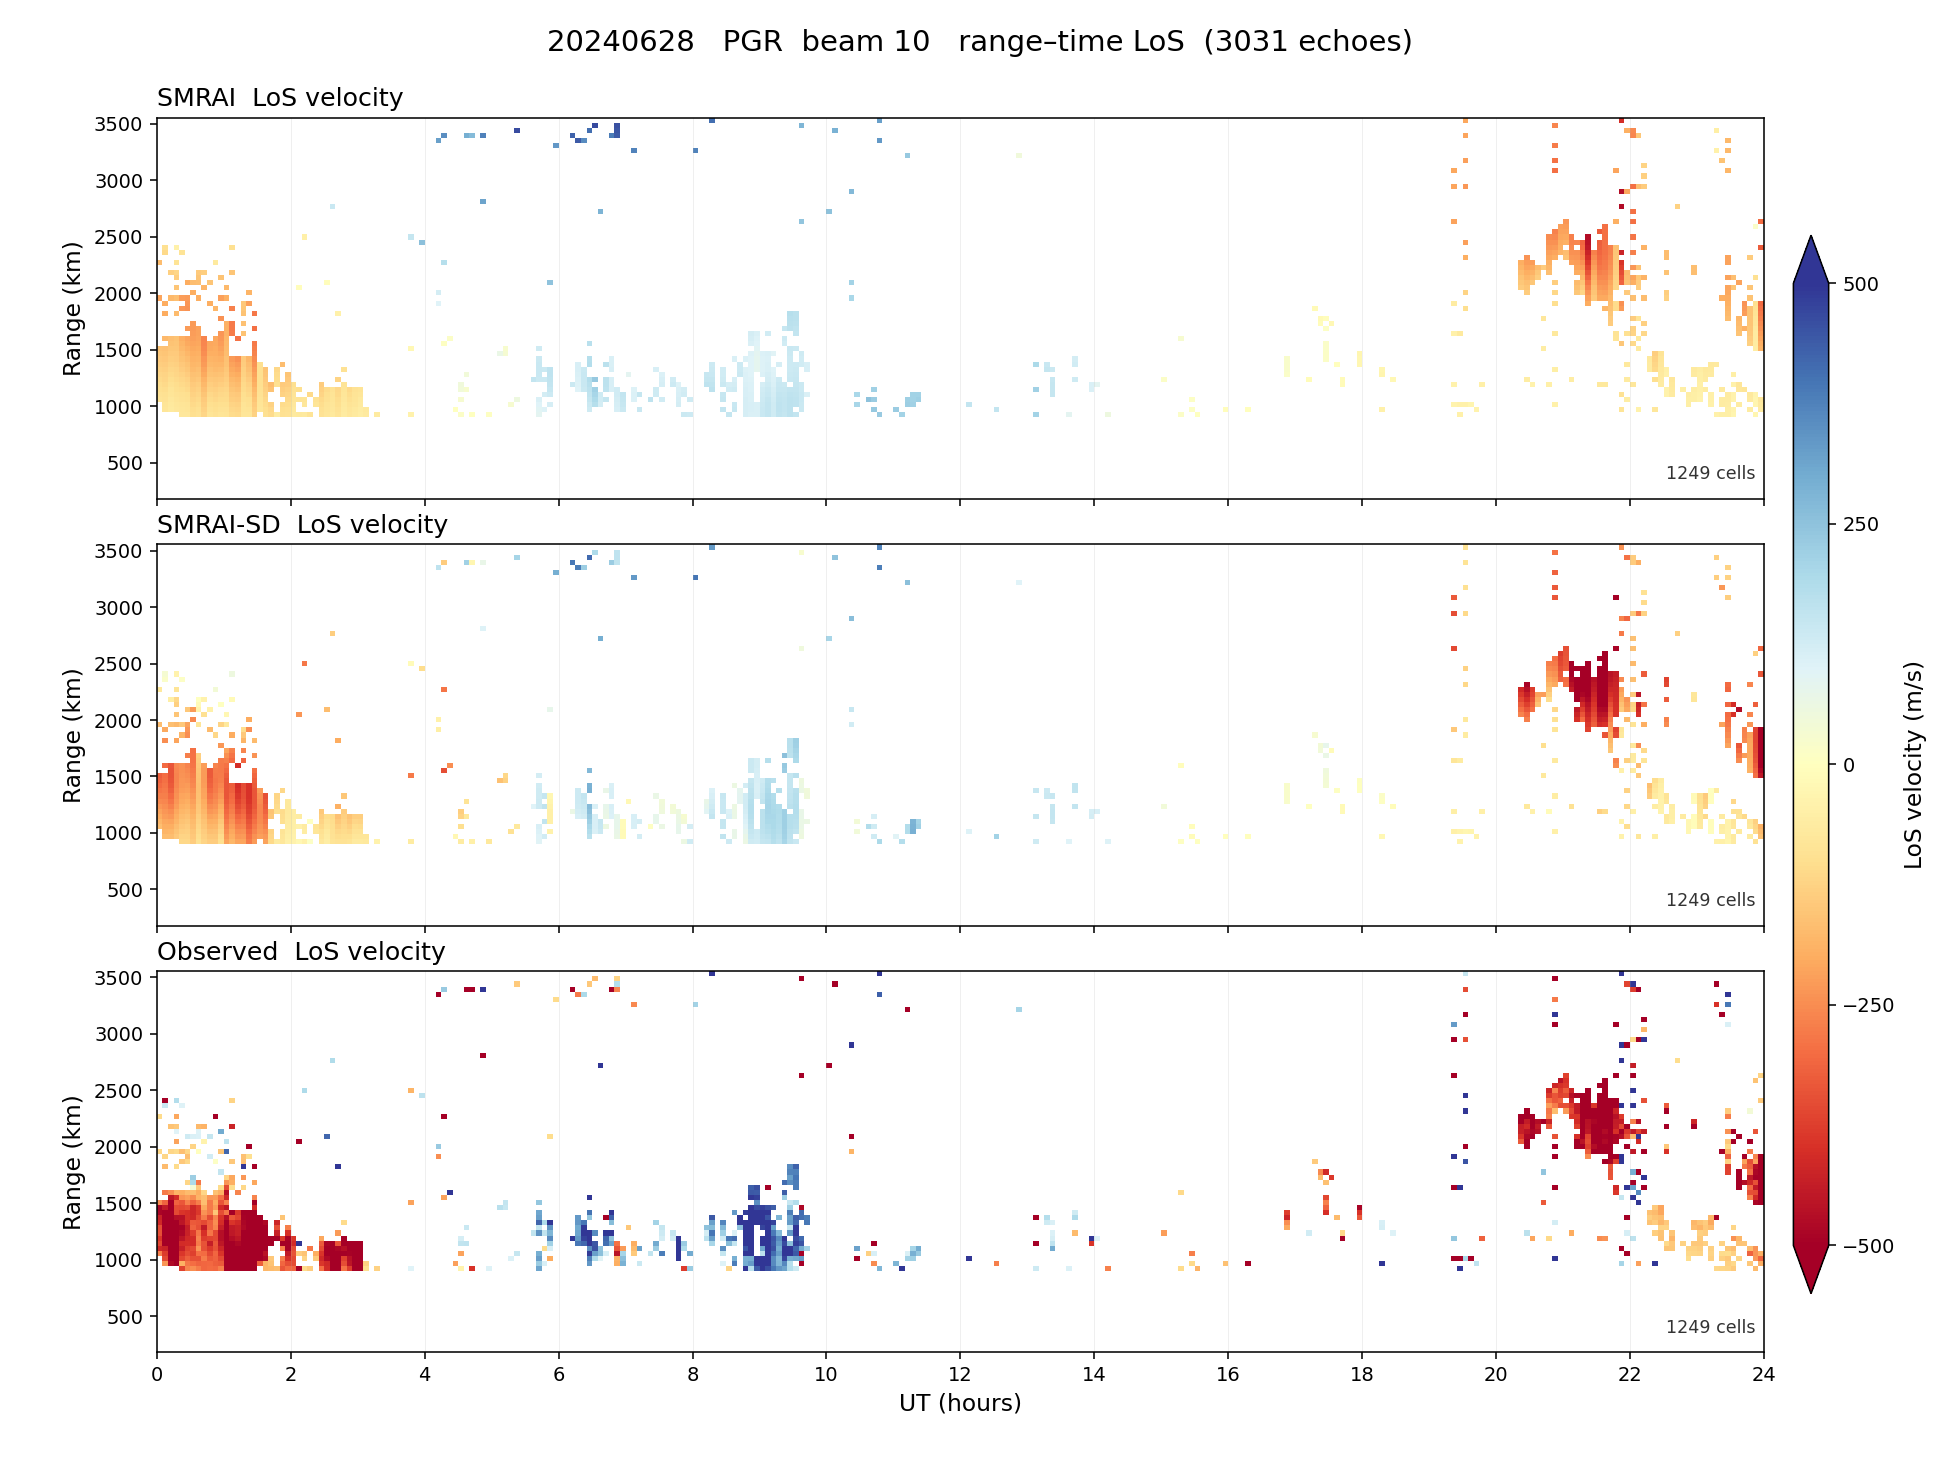 20240628   PGR  beam 10   range–time LoS  (3031 echoes)
SMRAI  LoS velocity
3500
3000
2500
2000
1500
1000
500
Range (km)
1249 cells
SMRAI-SD  LoS velocity
3500
3000
2500
2000
1500
1000
500
Range (km)
1249 cells
Observed  LoS velocity
3500
3000
2500
2000
1500
1000
500
Range (km)
1249 cells
0 2 4 6 8 10 12 14 16 18 20 22 24
UT (hours)
500
250
0
−250
−500
LoS velocity (m/s)